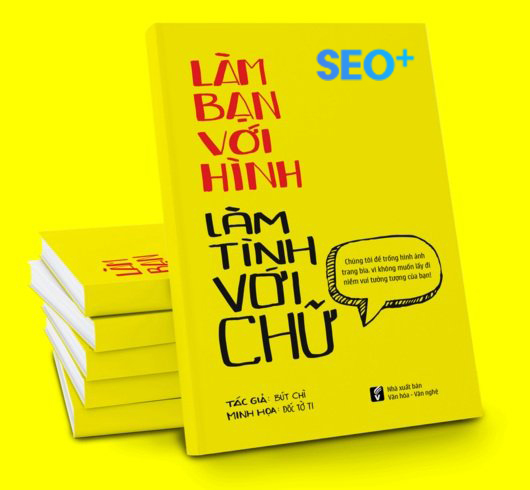 SEO+
LÀM
BẠN
VỚI
HÌNH
LÀM
TÌNH
VỚI
CHỮ
Chúng tôi để trống hình ảnh
trang bìa, vì không muốn lấy đi
niềm vui tưởng tượng của bạn!
TÁC GIẢ: BÚT CHÌ
MINH HỌA: ĐỐC TỜ TI
Nhà xuất bản
Văn hóa - Văn nghệ
LÀM
BẠN